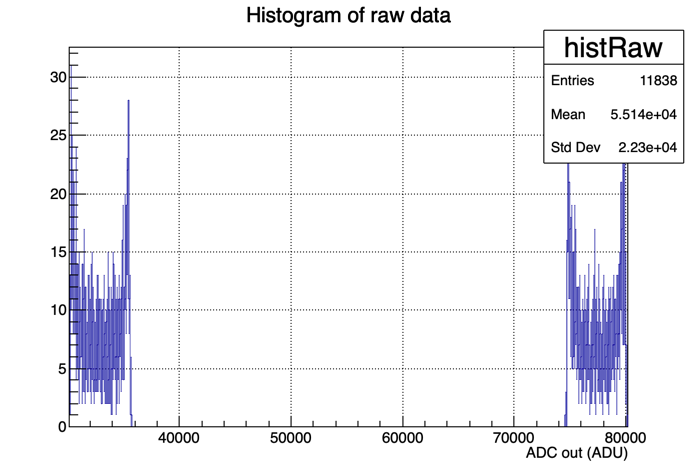 Histogram of raw data
histRaw
Entries 11838
Mean 5.514e+04
Std Dev 2.23e+04
30
25
20
15
10
5
0
40000 50000 60000 70000 80000
ADC out (ADU)